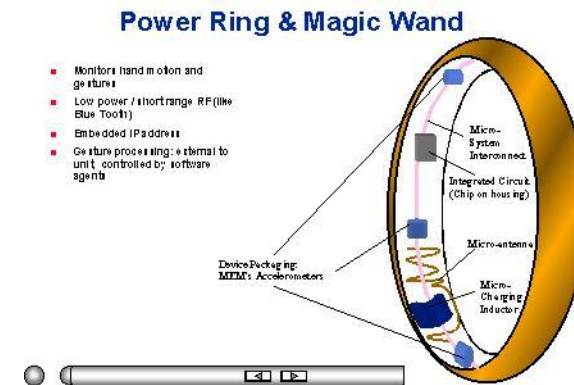 Power Ring & Magic Wand
Monitors hand motion and
gestures
Low power / short range RF (like
Blue Tooth)
Embedded IP address
Gesture processing: external to
unit, controlled by software
agents
Micro-
System
Interconnect
Integrated Circuit
(Chip on housing)
Micro-antenna
Device Packaging:
MEM's Accelerometers
Micro-
Charging
Inductor